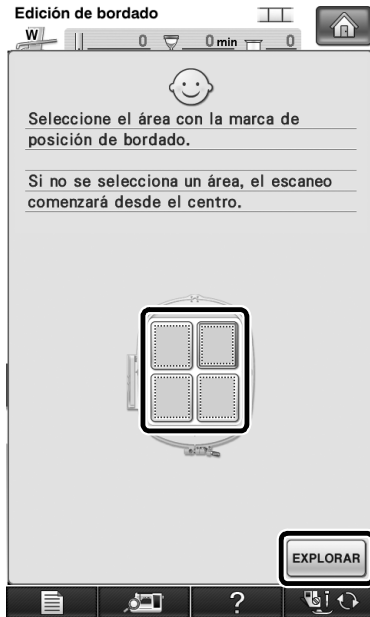 Edición de bordado
W
0 0 min 0
Seleccione el área con la marca de
posición de bordado.
Si no se selecciona un área, el escaneo
comenzará desde el centro.
EXPLORAR
?